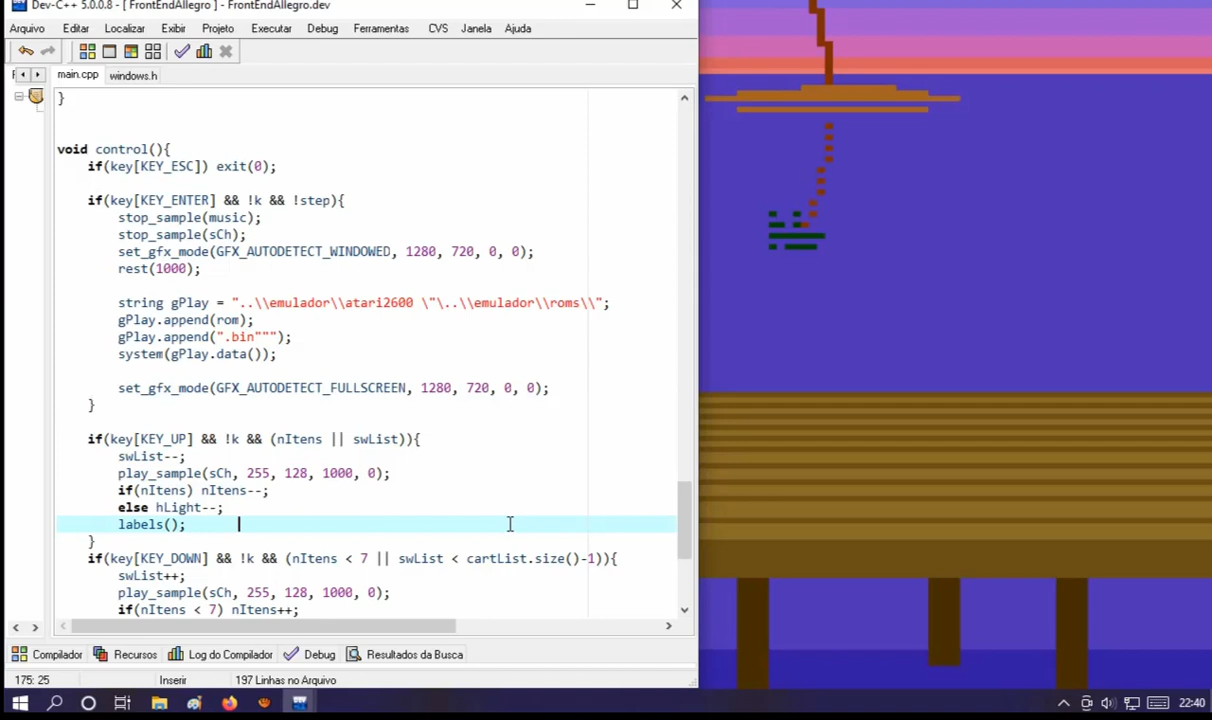 Dev-C++ 5.0.0.8 - [ FrontEndAllegro ] - FrontEndAllegro.dev
Arquivo Editar Localizar Exibir Projeto Executar Debug Ferramentas CVS Janela Ajuda
main.cpp windows.h
}
void control(){
if(key[KEY_ESC]) exit(0);
if(key[KEY_ENTER] && !k && !step){
stop_sample(music);
stop_sample(sCh);
set_gfx_mode(GFX_AUTODETECT_WINDOWED, 1280, 720, 0, 0);
rest(1000);
string gPlay = "..\\emulador\\atari2600 \"\..\\emulador\\roms\\";
gPlay.append(rom);
gPlay.append(".bin""");
system(gPlay.data());
set_gfx_mode(GFX_AUTODETECT_FULLSCREEN, 1280, 720, 0, 0);
}
if(key[KEY_UP] && !k && (nItens || swList)){
swList--;
play_sample(sCh, 255, 128, 1000, 0);
if(nItens) nItens--;
else hLight--;
labels();
}
if(key[KEY_DOWN] && !k && (nItens < 7 || swList < cartList.size()-1)){
swList++;
play_sample(sCh, 255, 128, 1000, 0);
if(nItens < 7) nItens++;
Compilador Recursos Log do Compilador Debug Resultados da Busca
175: 25 Inserir 197 Linhas no Arquivo
22:40